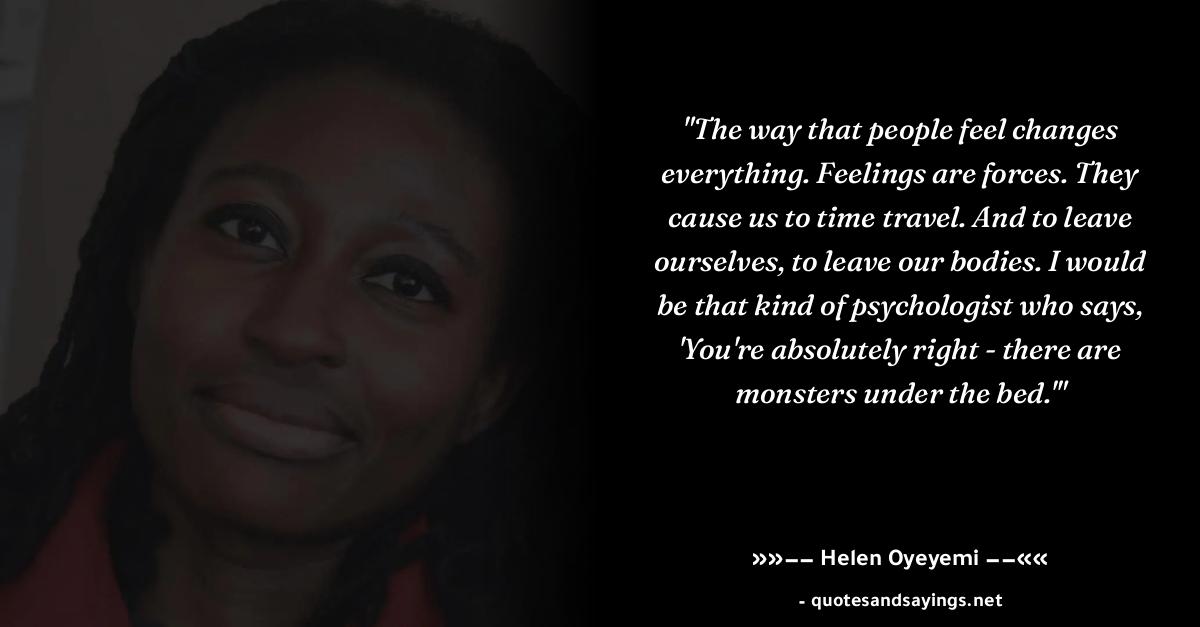 "The way that people feel changes
everything. Feelings are forces. They
cause us to time travel. And to leave
ourselves, to leave our bodies. I would
be that kind of psychologist who says,
'You're absolutely right - there are
monsters under the bed.'"
»»–– Helen Oyeyemi ––««
- quotesandsayings.net